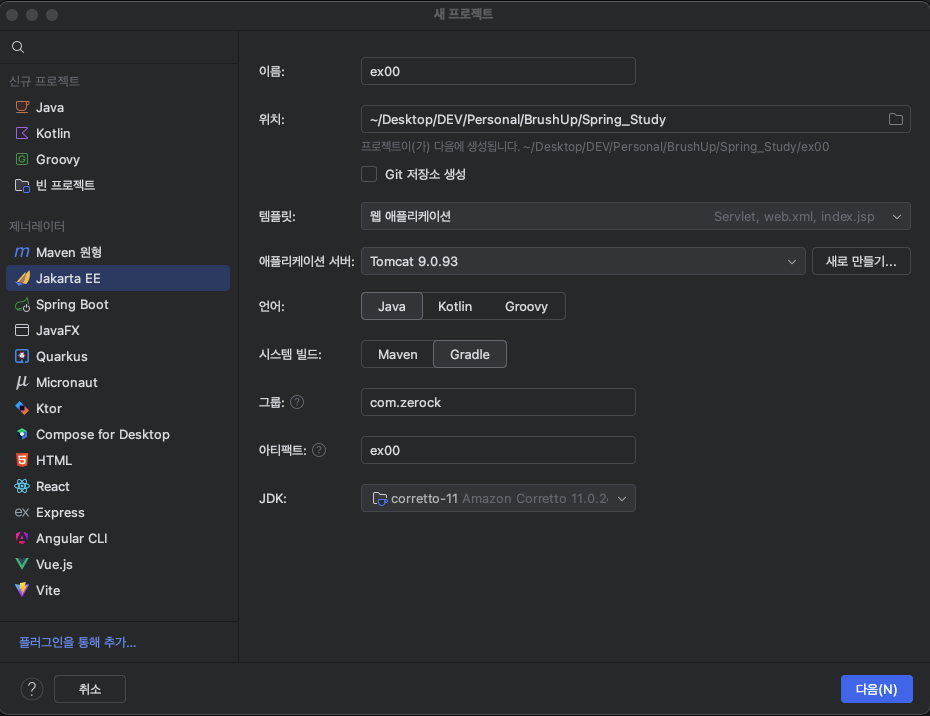 새 프로젝트
신규 프로젝트
Java
Kotlin
Groovy
빈 프로젝트
제너레이터
Maven 원형
Jakarta EE
Spring Boot
JavaFX
Quarkus
Micronaut
Ktor
Compose for Desktop
HTML
React
Express
Angular CLI
Vue.js
Vite
플러그인을 통해 추가...
이름: ex00
위치: ~/Desktop/DEV/Personal/BrushUp/Spring_Study
프로젝트이(가) 다음에 생성됩니다. ~/Desktop/DEV/Personal/BrushUp/Spring_Study/ex00
Git 저장소 생성
템플릿: 웹 애플리케이션 Servlet, web.xml, index.jsp
애플리케이션 서버: Tomcat 9.0.93 새로 만들기...
언어: Java Kotlin Groovy
시스템 빌드: Maven Gradle
그룹: ? com.zerock
아티팩트: ? ex00
JDK: corretto-11 Amazon Corretto 11.0.2
? 취소 다음(N)